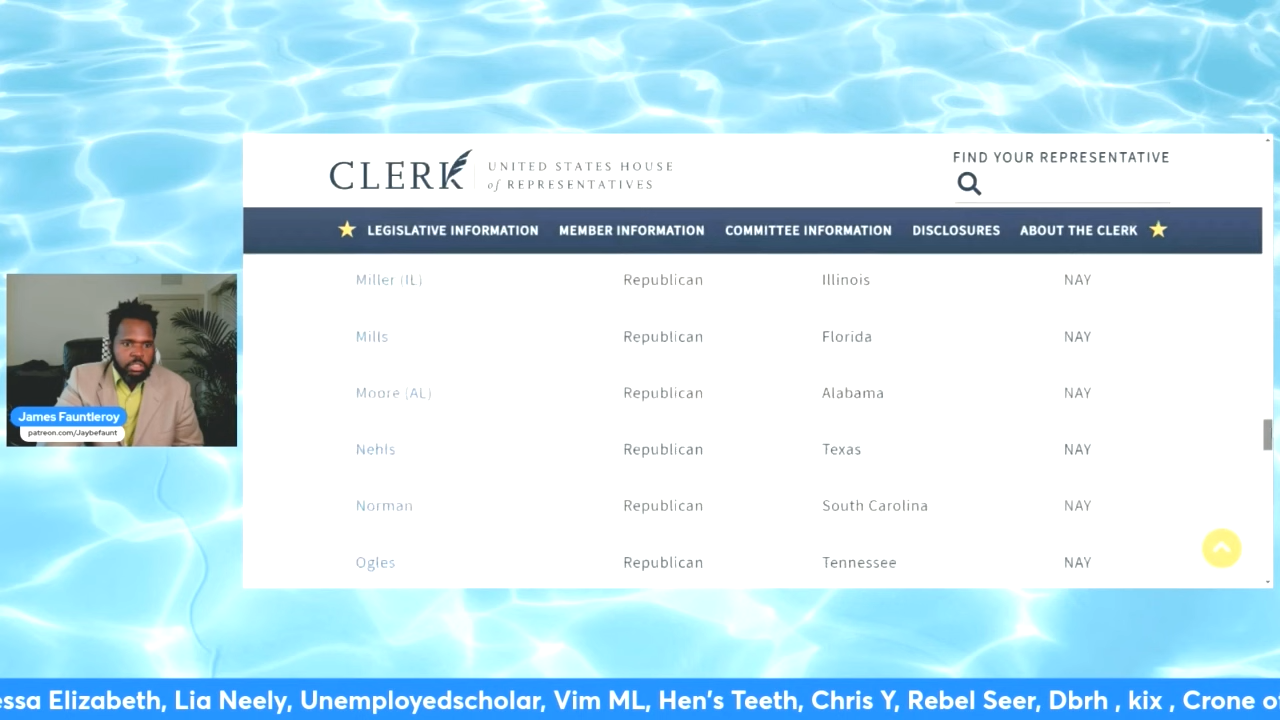 CLERK
UNITED STATES HOUSE
of REPRESENTATIVES
FIND YOUR REPRESENTATIVE
LEGISLATIVE INFORMATION MEMBER INFORMATION COMMITTEE INFORMATION DISCLOSURES ABOUT THE CLERK
Miller (IL) Republican Illinois NAY
Mills Republican Florida NAY
Moore (AL) Republican Alabama NAY
Nehls Republican Texas NAY
Norman Republican South Carolina NAY
Ogles Republican Tennessee NAY
James Fauntleroy
patreon.com/Jaybefaunt
essa Elizabeth, Lia Neely, Unemployedscholar, Vim ML, Hen's Teeth, Chris Y, Rebel Seer, Dbrh , kix , Crone o